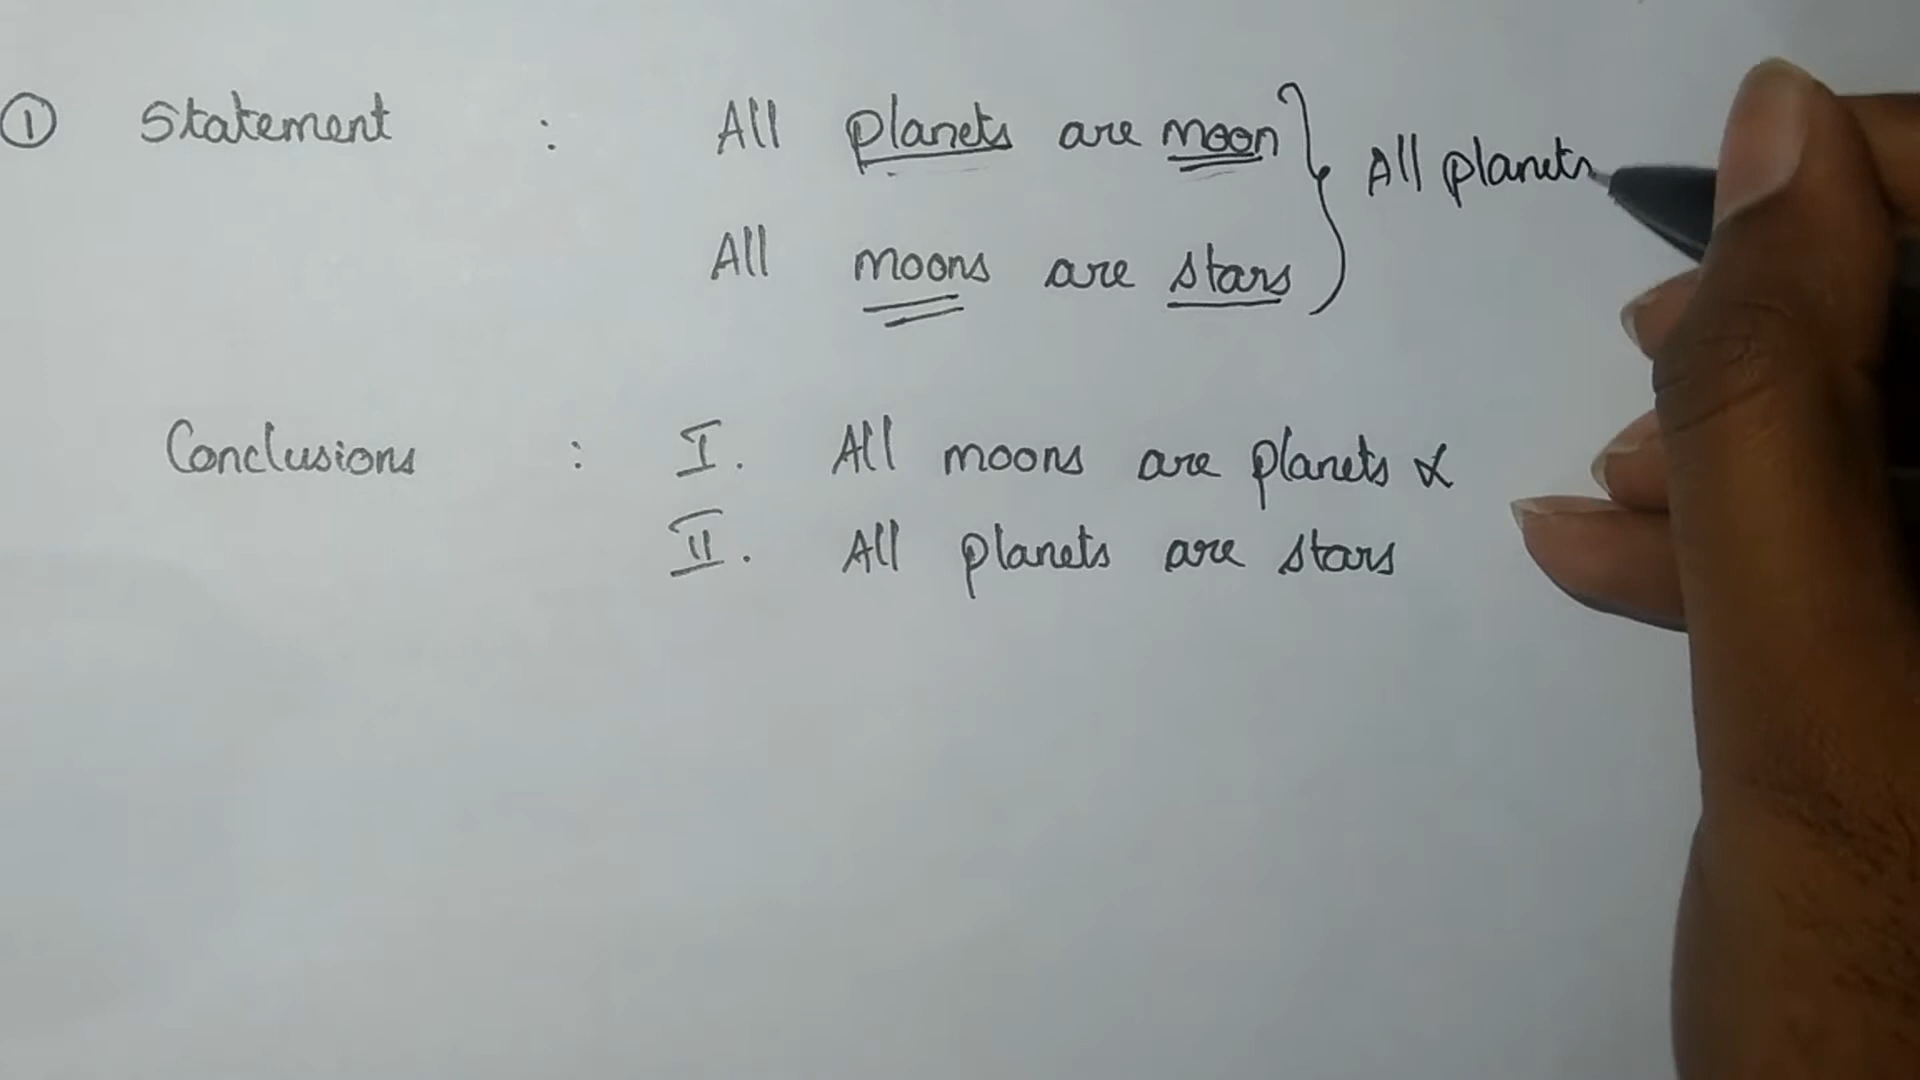 ① Statement : All planets are moon } All planets
All moons are stars
Conclusions : I. All moons are planets x
II. All planets are stars